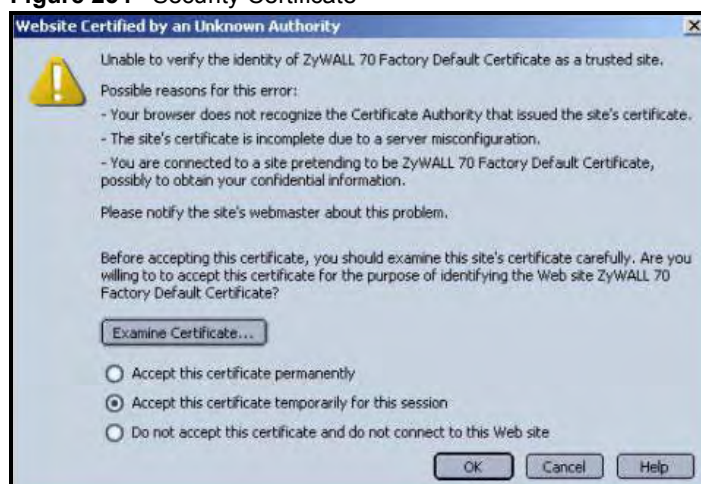 Website Certified by an Unknown Authority
Unable to verify the identity of ZyWALL 70 Factory Default Certificate as a trusted site.
Possible reasons for this error:
- Your browser does not recognize the Certificate Authority that issued the site's certificate.
- The site's certificate is incomplete due to a server misconfiguration.
- You are connected to a site pretending to be ZyWALL 70 Factory Default Certificate,
possibly to obtain your confidential information.
Please notify the site's webmaster about this problem.
Before accepting this certificate, you should examine this site's certificate carefully. Are you
willing to to accept this certificate for the purpose of identifying the Web site ZyWALL 70
Factory Default Certificate?
Examine Certificate...
Accept this certificate permanently
Accept this certificate temporarily for this session
Do not accept this certificate and do not connect to this Web site
OK Cancel Help